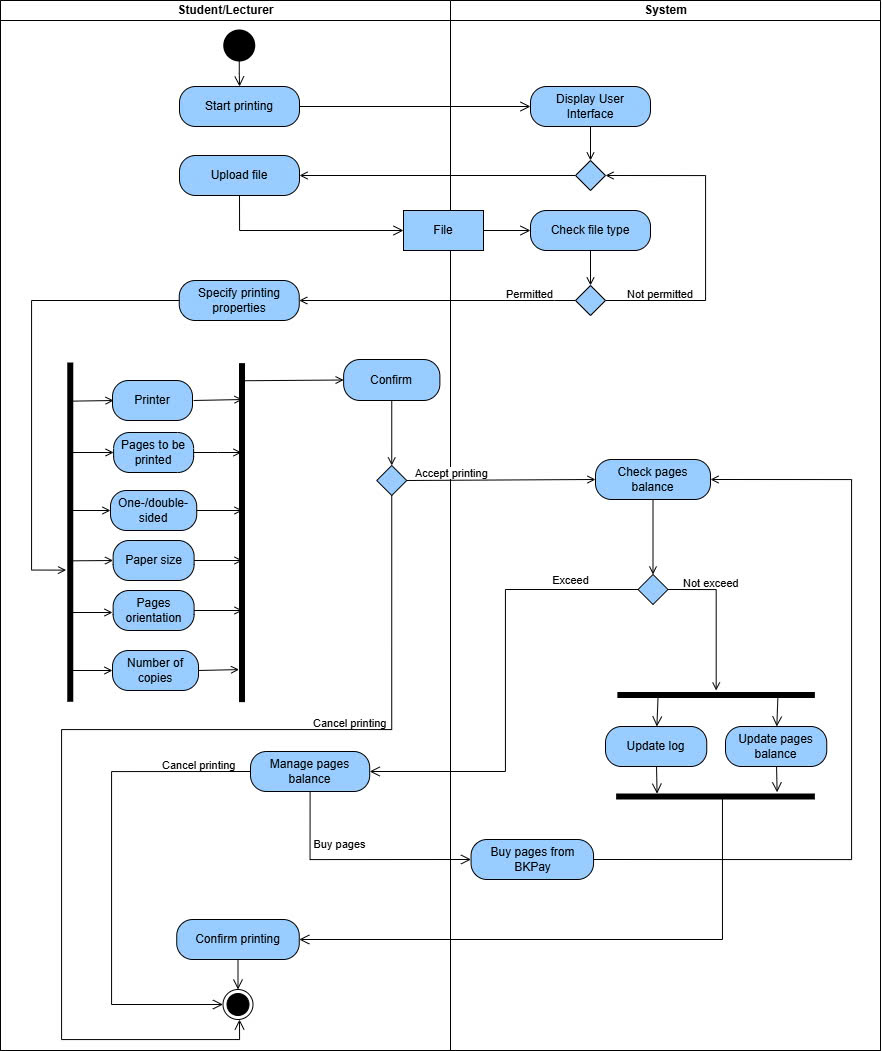 Student/Lecturer
System
Start printing
Display User
Interface
Upload file
File
Check file type
Specify printing
properties
Permitted
Not permitted
Printer
Confirm
Pages to be
printed
Accept printing
Check pages
balance
One-/double-
sided
Paper size
Exceed
Not exceed
Pages
orientation
Number of
copies
Cancel printing
Update log
Update pages
balance
Manage pages
balance
Cancel printing
Buy pages
Buy pages from
BKPay
Confirm printing